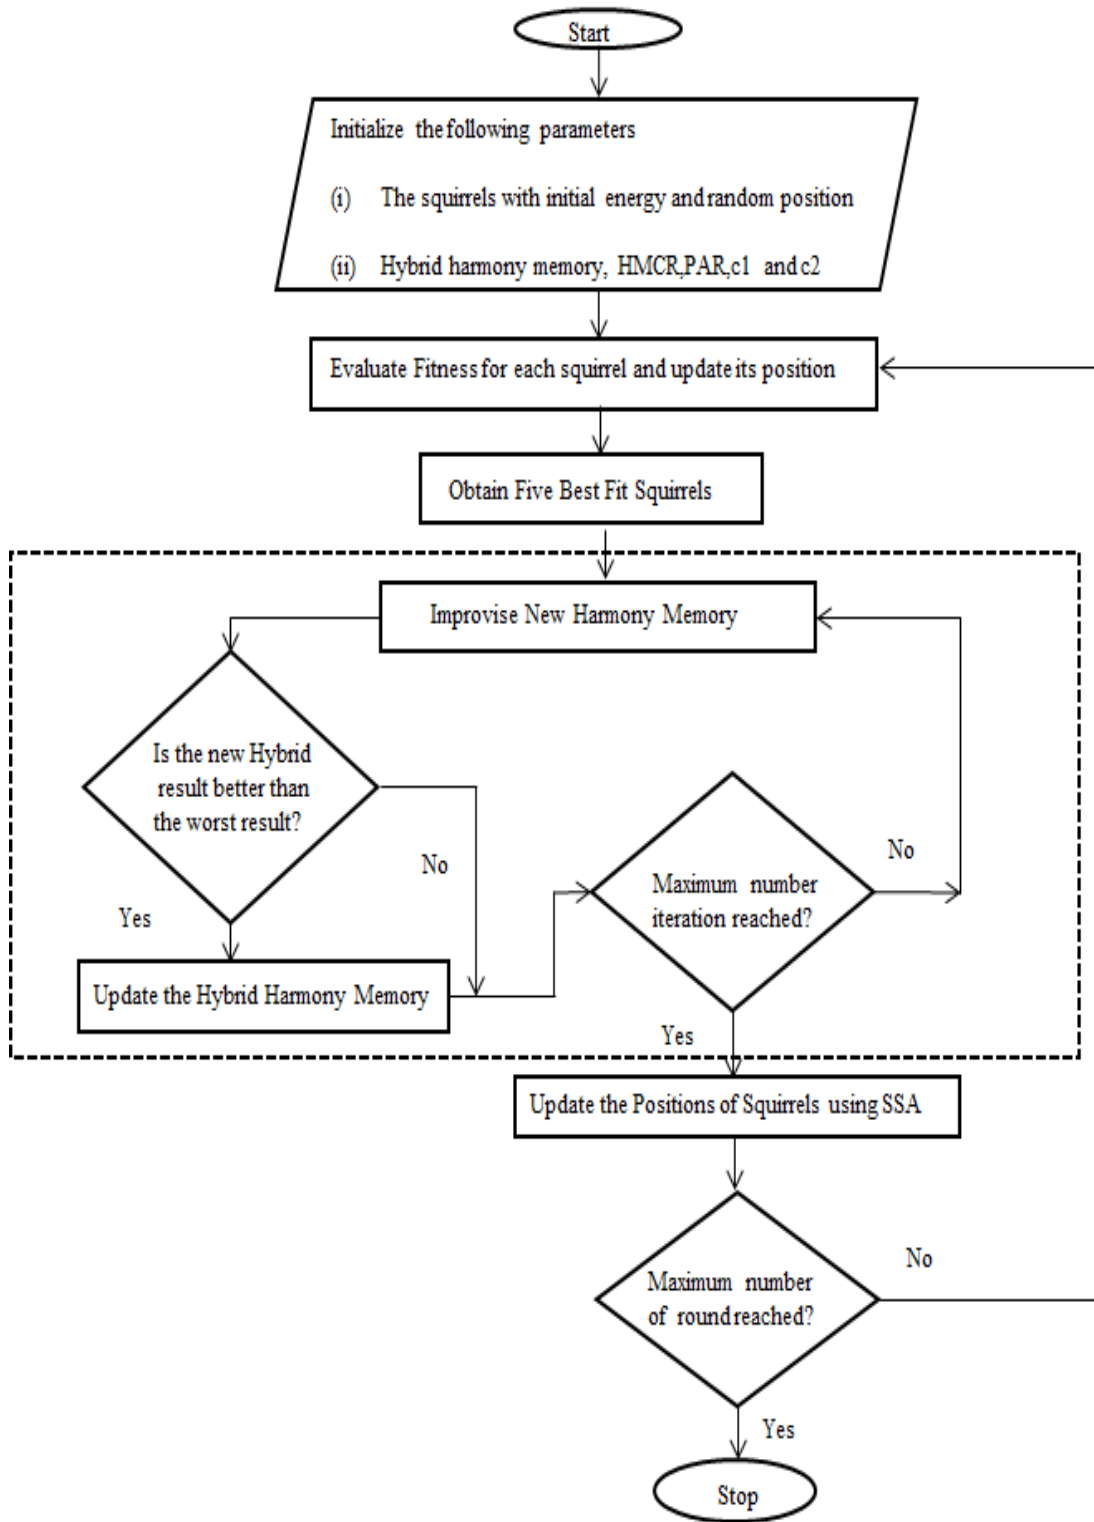 Start
Initialize the following parameters
(i) The squirrels with initial energy and random position
(ii) Hybrid harmony memory, HMCR,PAR,c1 and c2
Evaluate Fitness for each squirrel and update its position
Obtain Five Best Fit Squirrels
Improvise New Harmony Memory
Is the new Hybrid
result better than
the worst result?
No
Yes
Update the Hybrid Harmony Memory
Maximum number
iteration reached?
No
Yes
Update the Positions of Squirrels using SSA
Maximum number
of round reached?
No
Yes
Stop